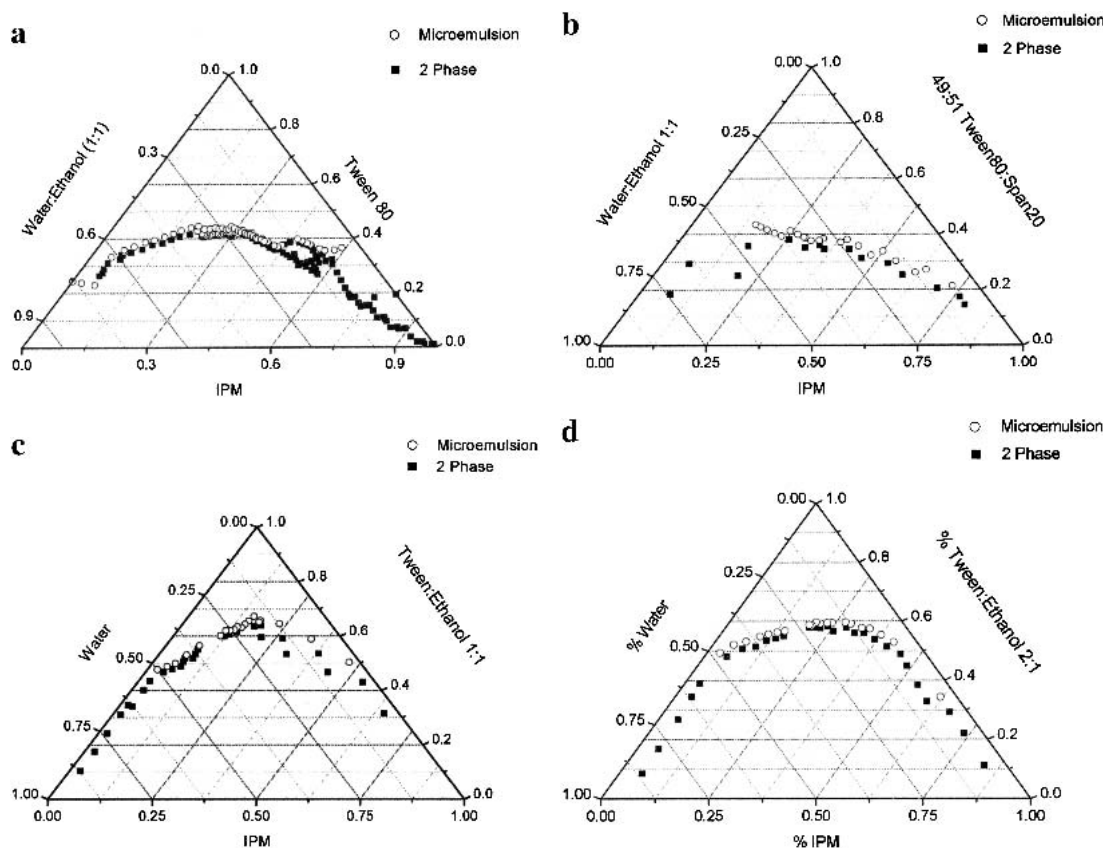 a
Microemulsion
2 Phase
0.0
1.0
0.3
0.8
0.6
0.6
0.4
0.9
0.2
0.0
0.0
0.3
0.6
0.9
Water:Ethanol (1:1)
Tween 80
IPM
b
Microemulsion
2 Phase
0.00
1.0
0.25
0.8
0.50
0.6
0.75
0.4
0.2
1.00
0.0
0.00
0.25
0.50
0.75
1.00
Water:Ethanol 1:1
49:51 Tween80:Span20
IPM
c
Microemulsion
2 Phase
0.00
1.0
0.25
0.8
0.50
0.6
0.75
0.4
0.2
1.00
0.0
0.00
0.25
0.50
0.75
1.00
Water
Tween:Ethanol 1:1
IPM
d
Microemulsion
2 Phase
0.00
1.0
0.25
0.8
0.50
0.6
0.75
0.4
0.2
1.00
0.0
0.00
0.25
0.50
0.75
1.00
% Water
% Tween:Ethanol 2:1
% IPM